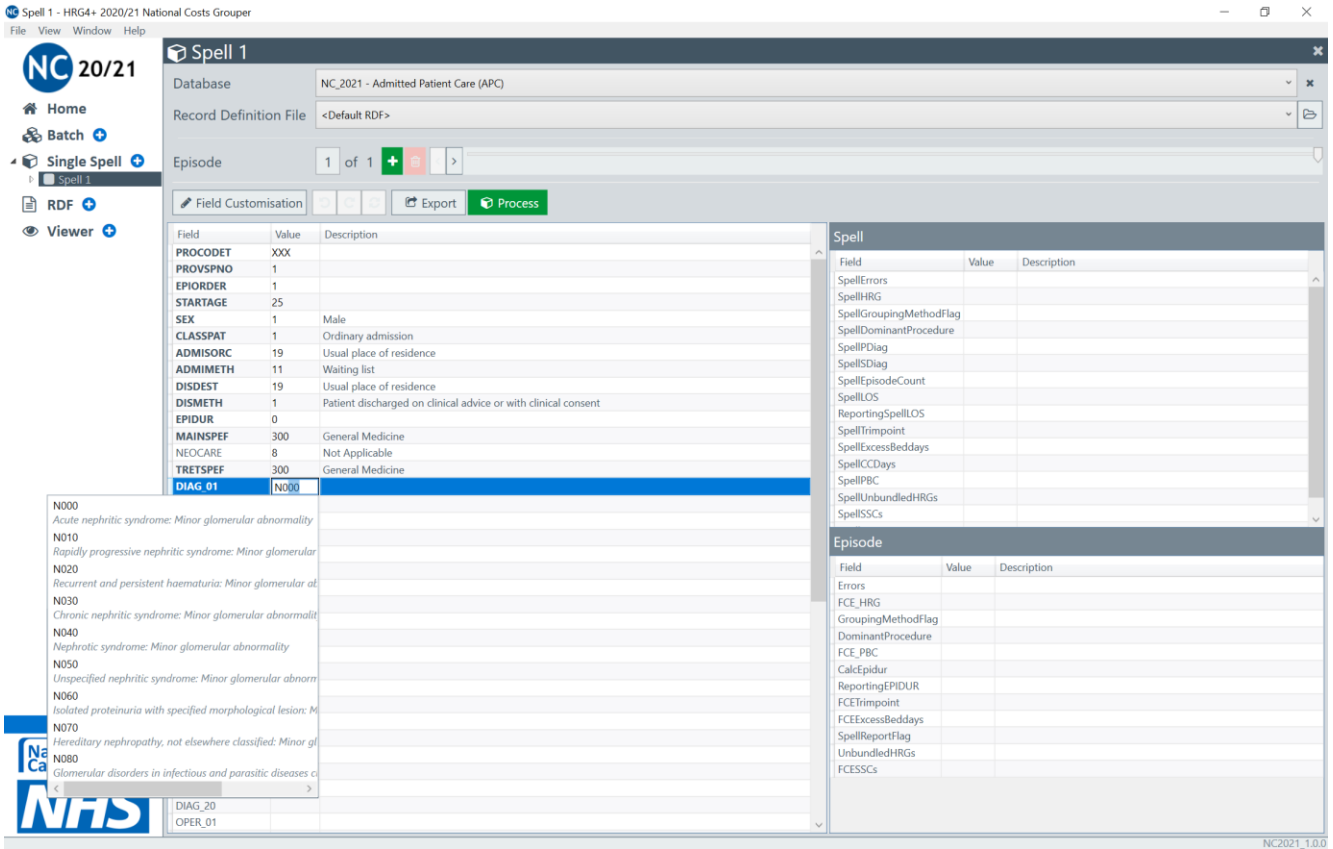 Spell 1 - HRG4+ 2020/21 National Costs Grouper
File View Window Help
NC 20/21
Home
Batch
Single Spell
Spell 1
RDF
Viewer
Spell 1
Database NC_2021 - Admitted Patient Care (APC)
Record Definition File <Default RDF>
Episode 1 of 1
Field Customisation Export Process
Field Value Description
PROCODET XXX
PROVSPNO 1
EPIORDER 1
STARTAGE 25
SEX 1 Male
CLASSPAT 1 Ordinary admission
ADMISORC 19 Usual place of residence
ADMIMETH 11 Waiting list
DISDEST 19 Usual place of residence
DISMETH 1 Patient discharged on clinical advice or with clinical consent
EPIDUR 0
MAINSPEF 300 General Medicine
NEOCARE 8 Not Applicable
TRETSPEF 300 General Medicine
DIAG_01 N000
N000
Acute nephritic syndrome: Minor glomerular abnormality
N010
Rapidly progressive nephritic syndrome: Minor glomerular
N020
Recurrent and persistent haematuria: Minor glomerular
N030
Chronic nephritic syndrome: Minor glomerular abnormalit
N040
Nephrotic syndrome: Minor glomerular abnormality
N050
Unspecified nephritic syndrome: Minor glomerular abnorm
N060
Isolated proteinuria with specified morphological lesion: M
N070
Hereditary nephropathy, not elsewhere classified: Minor gl
N080
Glomerular disorders in infectious and parasitic diseases
DIAG_20
OPER_01
Na
Ca
NHS
Spell
Field Value Description
SpellErrors
SpellHRG
SpellGroupingMethodFlag
SpellDominantProcedure
SpellPDiag
SpellSDiag
SpellEpisodeCount
SpellLOS
ReportingSpellLOS
SpellTrimpoint
SpellExcessBeddays
SpellCCDays
SpellPBC
SpellUnbundledHRGs
SpellSSCs
Episode
Field Value Description
Errors
FCE_HRG
GroupingMethodFlag
DominantProcedure
FCE_PBC
CalcEpidur
ReportingEPIDUR
FCETrimpoint
FCEExcessBeddays
SpellReportFlag
UnbundledHRGs
FCESSCs
NC2021_1.0.0